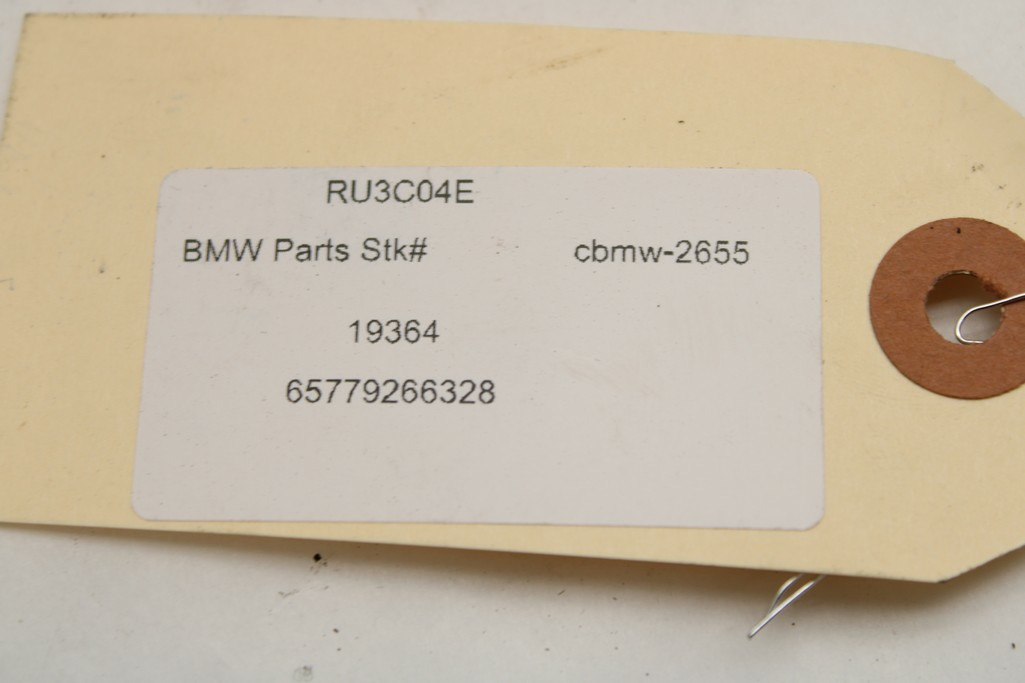 RU3C04E
BMW Parts Stk# cbmw-2655
19364
65779266328